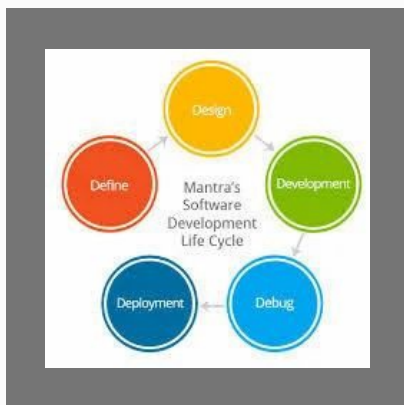 Design
Define
Development
Mantra's
Software
Development
Life Cycle
Deployment
Debug